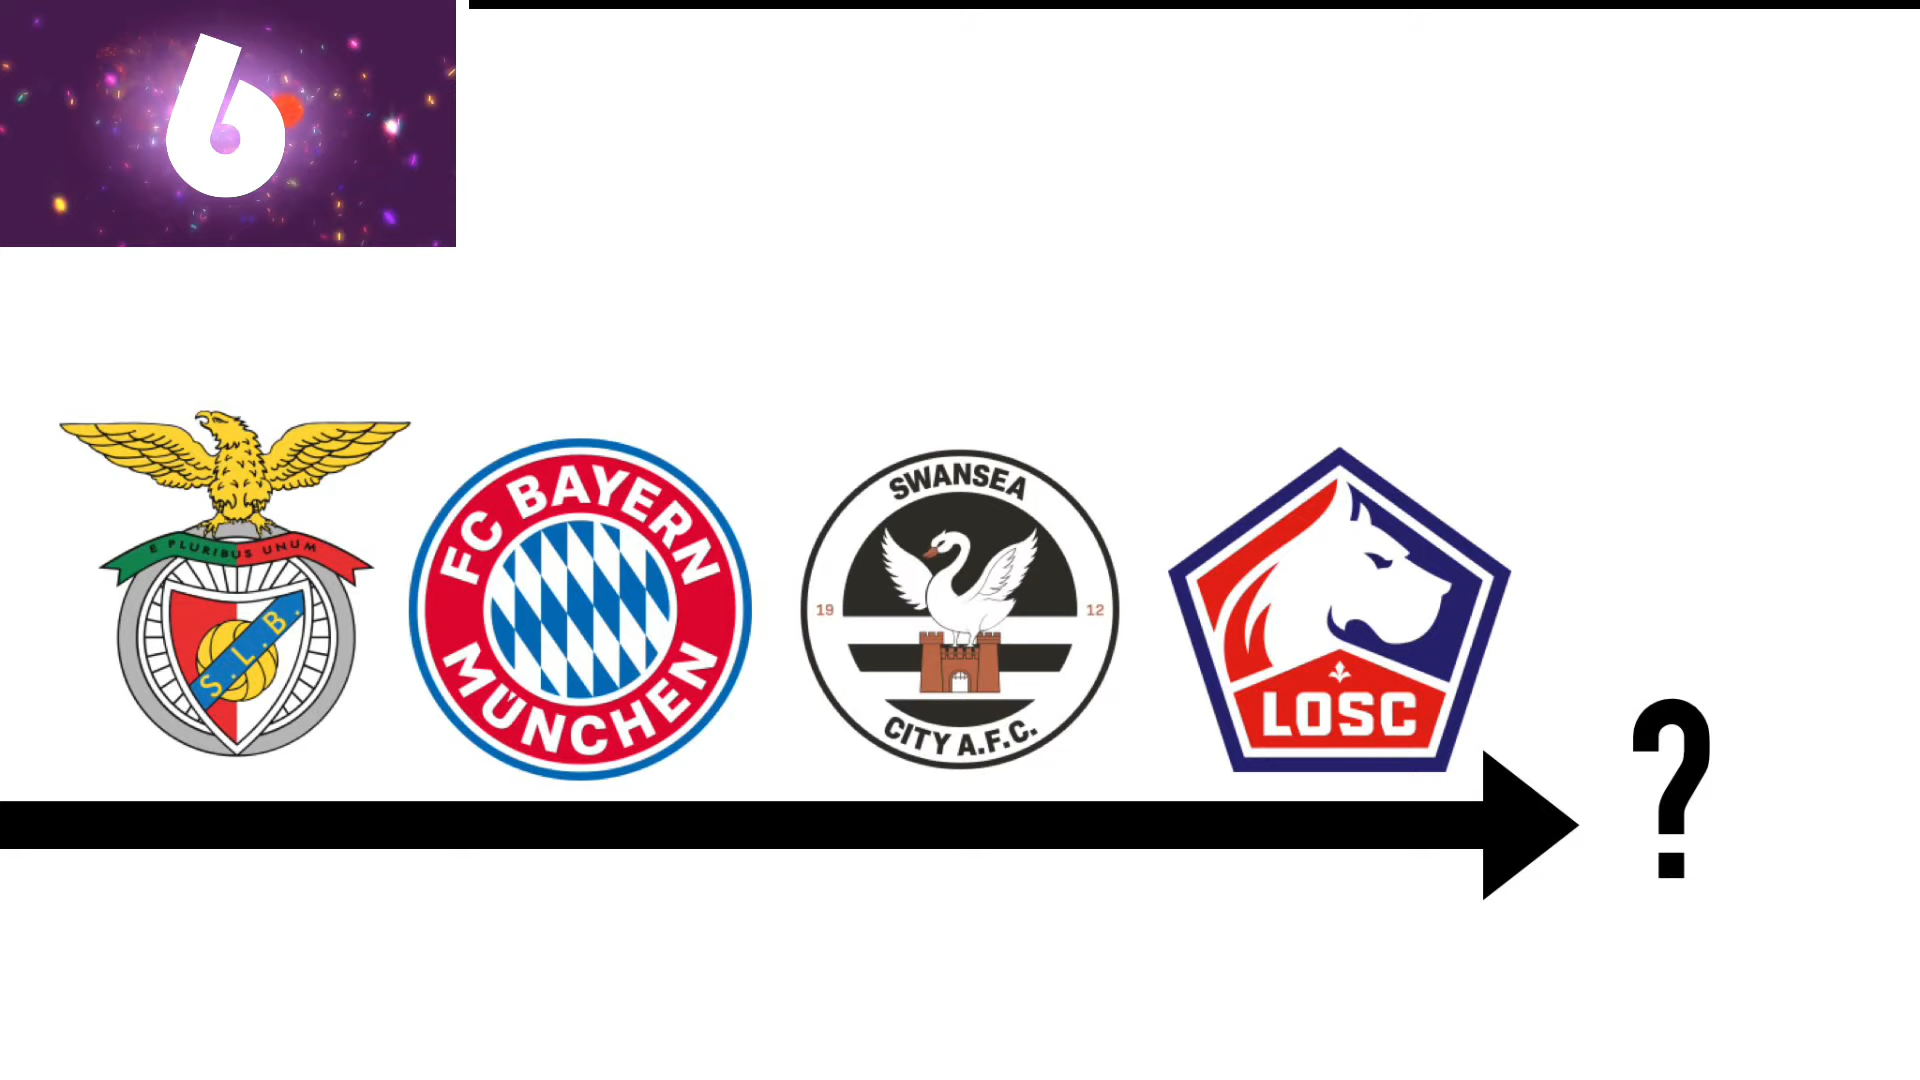 6
E PLURIBUS UNUM
S.L.B.
FC BAYERN
MÜNCHEN
SWANSEA
19 12
CITY A.F.C.
LOSC
?